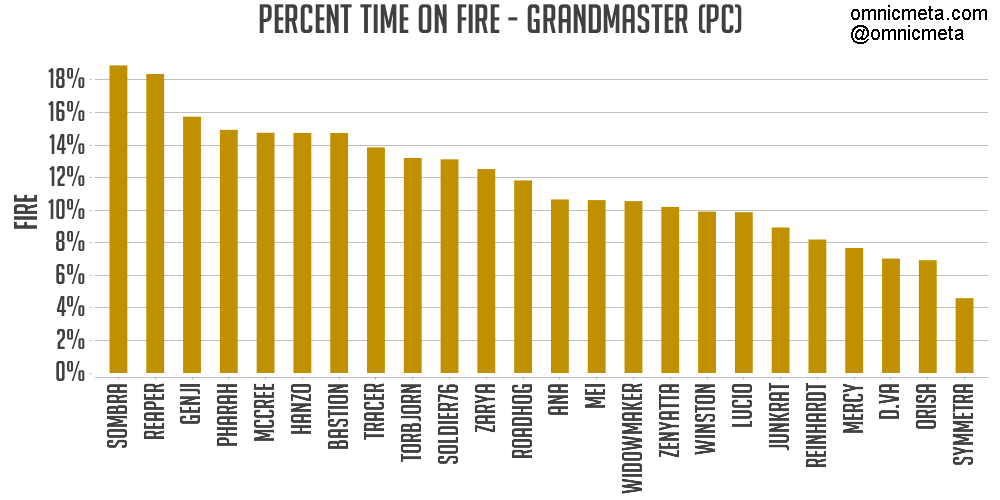 PERCENT TIME ON FIRE - GRANDMASTER (PC)
omnicmeta.com
@omnicmeta
FIRE
18%
16%
14%
12%
10%
8%
6%
4%
2%
0%
SOMBRA
REAPER
GENJI
PHARAH
MCREE
HANZO
BASTION
TRACER
TORBJORN
SOLDIER76
ZARYA
ROADHOG
ANA
MEI
WIDOWMAKER
ZENYATTA
WINSTON
LUCIO
JUNKRAT
REINHARDT
MERCY
D.VA
ORISA
SYMMETRA